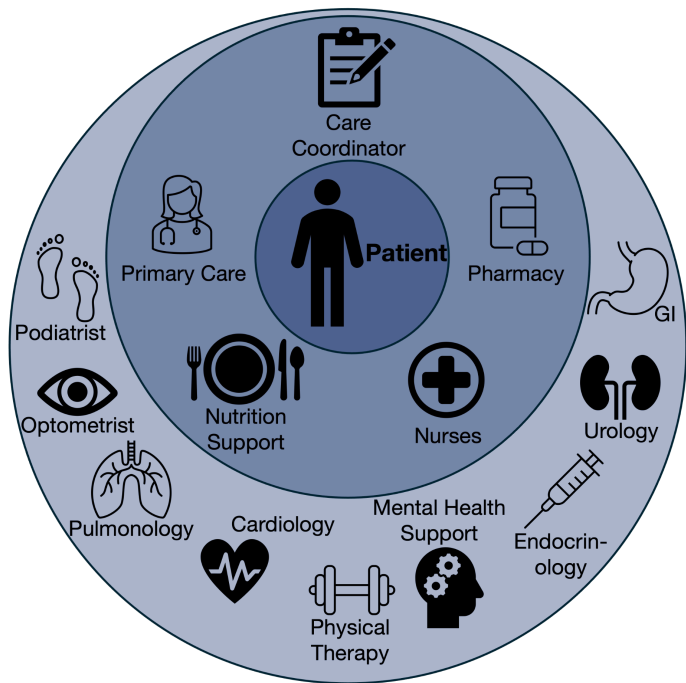 Care
Coordinator
Patient
Primary Care
Pharmacy
Nutrition
Support
Nurses
Podiatrist
GI
Optometrist
Urology
Pulmonology
Cardiology
Mental Health
Support
Endocrin-
ology
Physical
Therapy